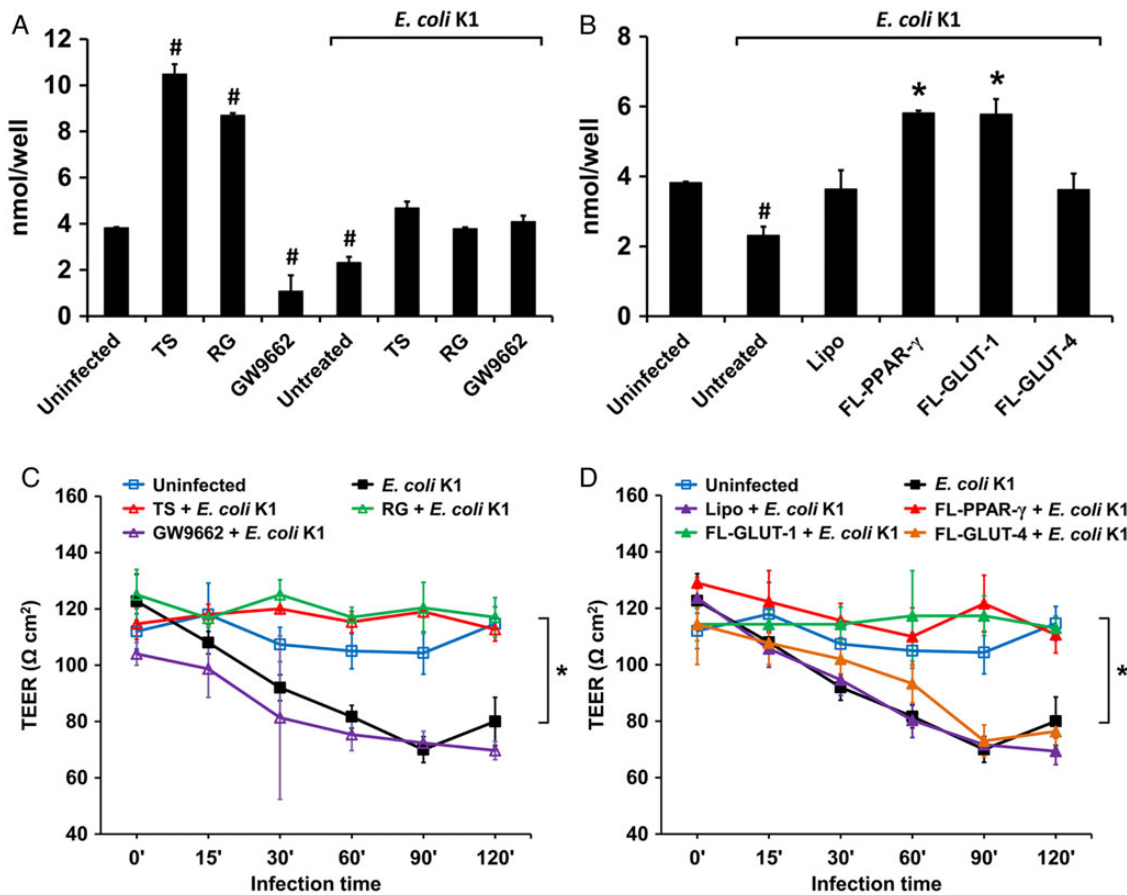 A
E. coli K1
12
10
8
6
4
2
0
nmol/well
#
#
#
#
Uninfected
TS
RG
GW9662
Untreated
TS
RG
GW9662
B
E. coli K1
8
6
4
2
0
nmol/well
#
*
*
Uninfected
Untreated
Lipo
FL-PPAR-γ
FL-GLUT-1
FL-GLUT-4
C
Uninfected
E. coli K1
TS + E. coli K1
RG + E. coli K1
GW9662 + E. coli K1
160
140
120
100
80
60
40
TEER (Ω cm²)
*
0'
15'
30'
60'
90'
120'
Infection time
D
Uninfected
E. coli K1
Lipo + E. coli K1
FL-PPAR-γ + E. coli K1
FL-GLUT-1 + E. coli K1
FL-GLUT-4 + E. coli K1
160
140
120
100
80
60
40
TEER (Ω cm²)
*
0'
15'
30'
60'
90'
120'
Infection time